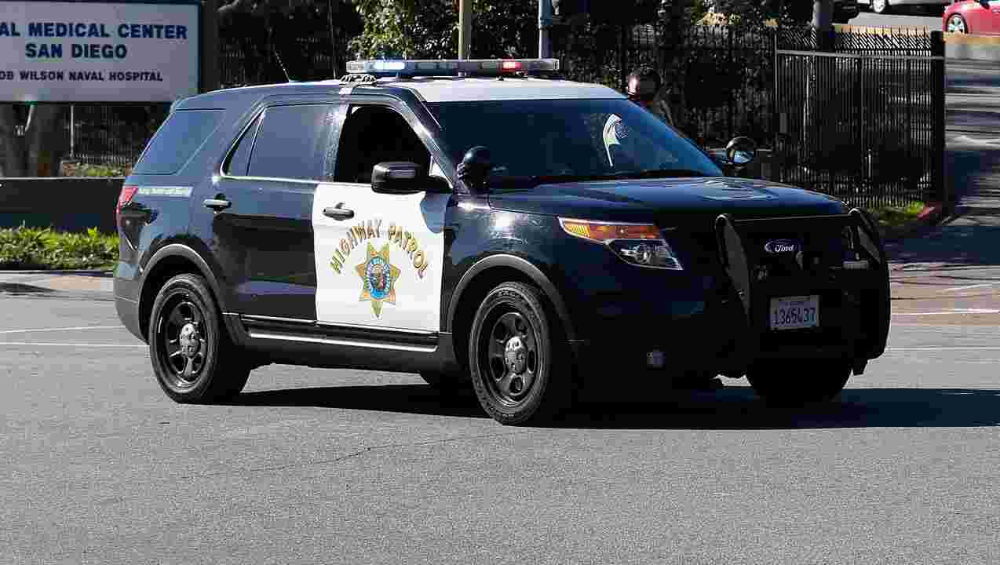 AL MEDICAL CENTER
SAN DIEGO
OB WILSON NAVAL HOSPITAL
HIGHWAY PATROL
Ford
1365437